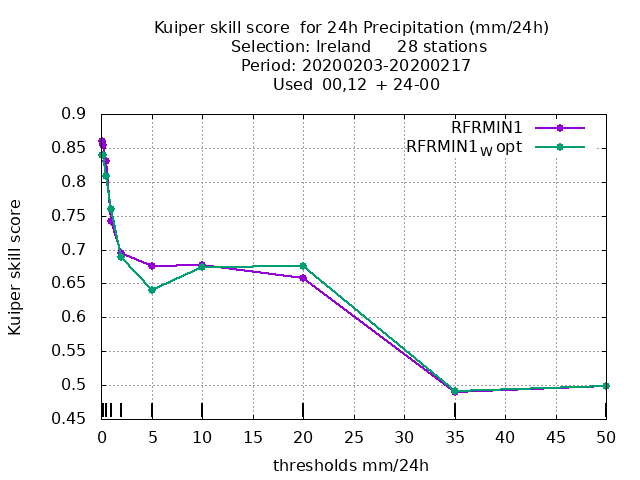 Kuiper skill score  for 24h Precipitation (mm/24h)
Selection: Ireland     28 stations
Period: 20200203-20200217
Used  00,12  + 24-00
RFRMIN1
RFRMIN1W opt
0.9
0.85
0.8
0.75
0.7
0.65
0.6
0.55
0.5
0.45
Kuiper skill score
0 5 10 15 20 25 30 35 40 45 50
thresholds mm/24h